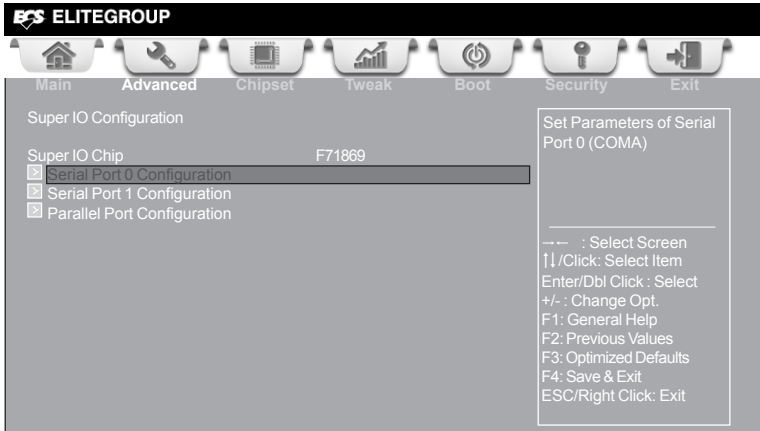 ECS ELITEGROUP
Main Advanced Chipset Tweak Boot Security Exit
Super IO Configuration
Super IO Chip F71869
> Serial Port 0 Configuration
> Serial Port 1 Configuration
> Parallel Port Configuration
Set Parameters of Serial
Port 0 (COMA)
→← : Select Screen
↑↓/Click: Select Item
Enter/Dbl Click : Select
+/- : Change Opt.
F1: General Help
F2: Previous Values
F3: Optimized Defaults
F4: Save & Exit
ESC/Right Click: Exit